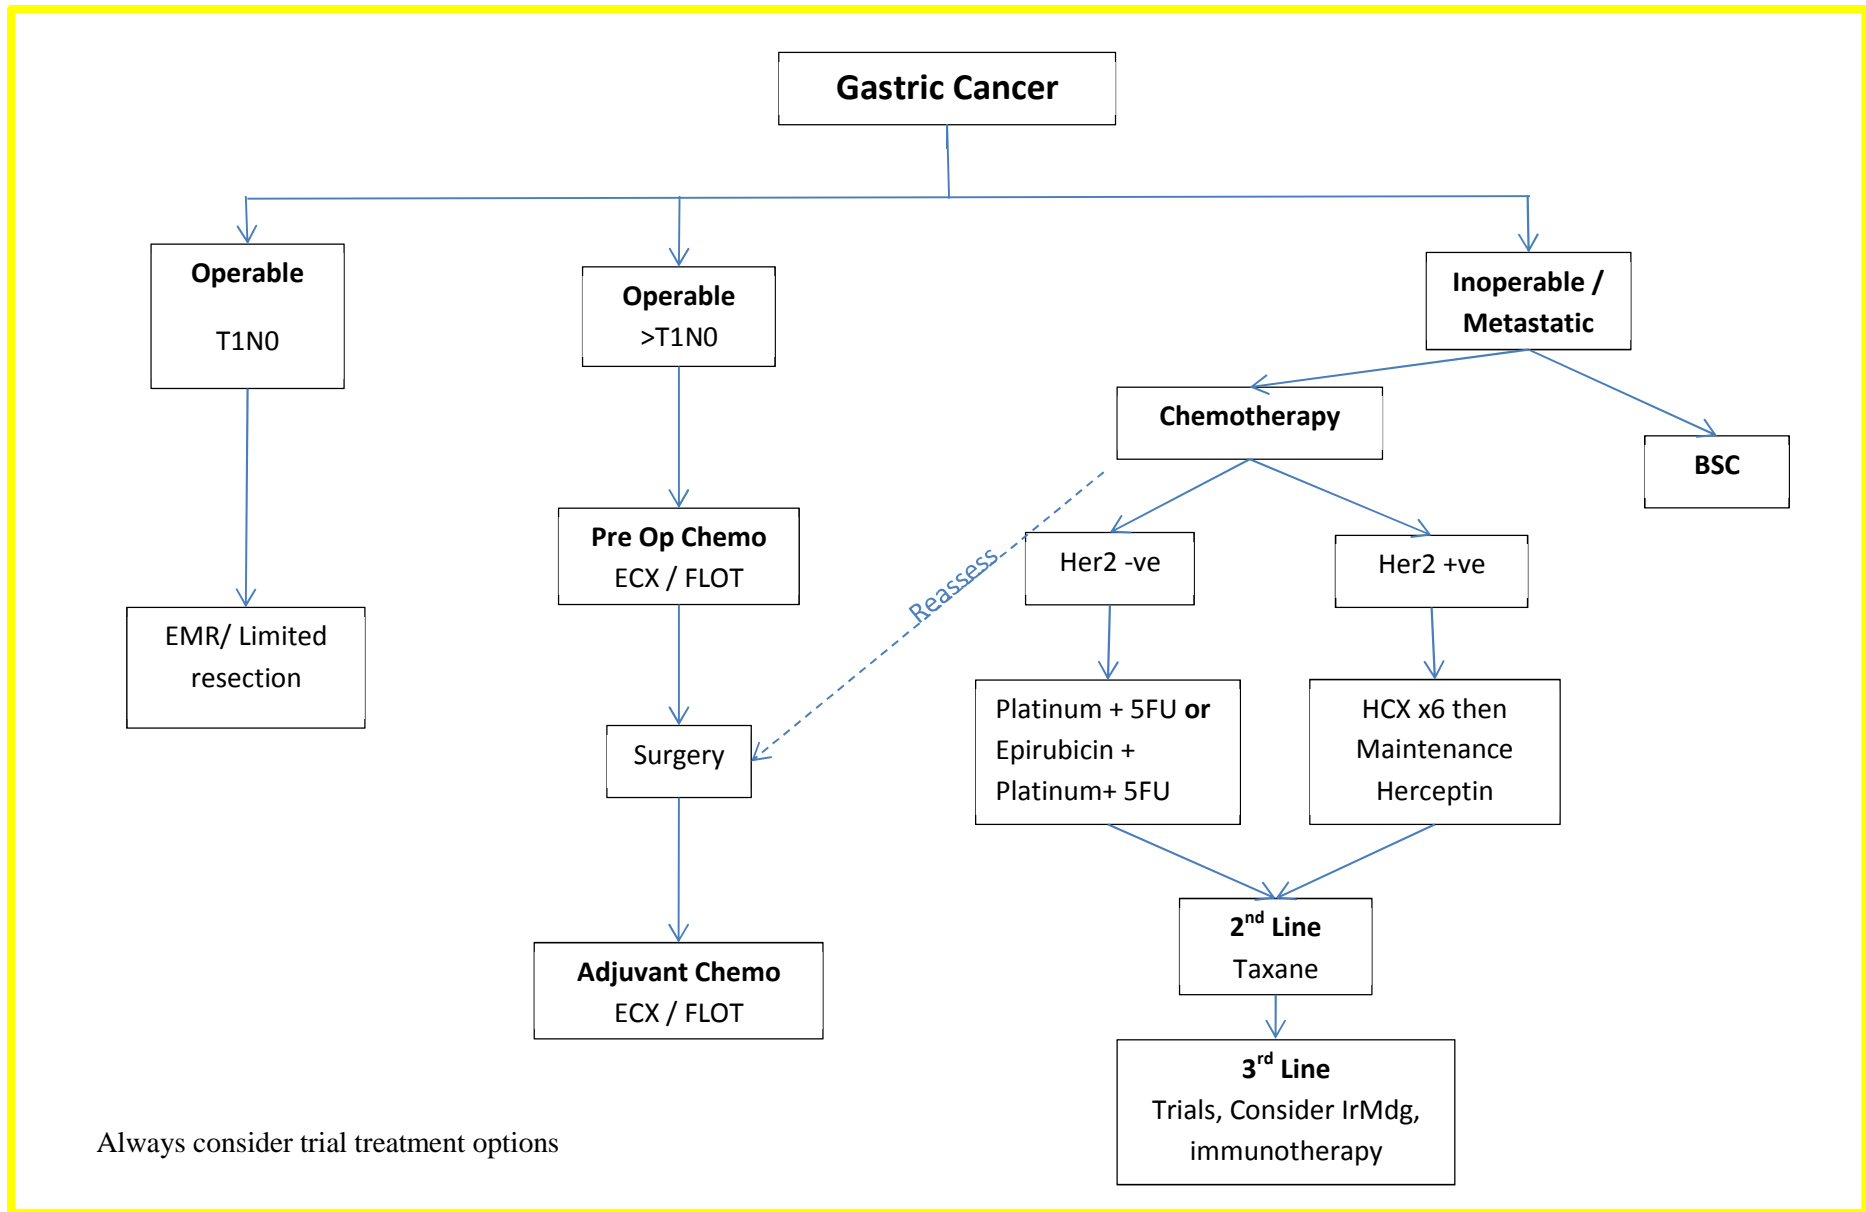 Gastric Cancer
Operable
T1N0
Operable
>T1N0
Inoperable /
Metastatic
Chemotherapy
BSC
Pre Op Chemo
ECX / FLOT
Her2 -ve
Her2 +ve
Reassess
EMR/ Limited
resection
Surgery
Platinum + 5FU or
Epirubicin +
Platinum+ 5FU
HCX x6 then
Maintenance
Herceptin
Adjuvant Chemo
ECX / FLOT
2nd Line
Taxane
3rd Line
Trials, Consider IrMdg,
immunotherapy
Always consider trial treatment options